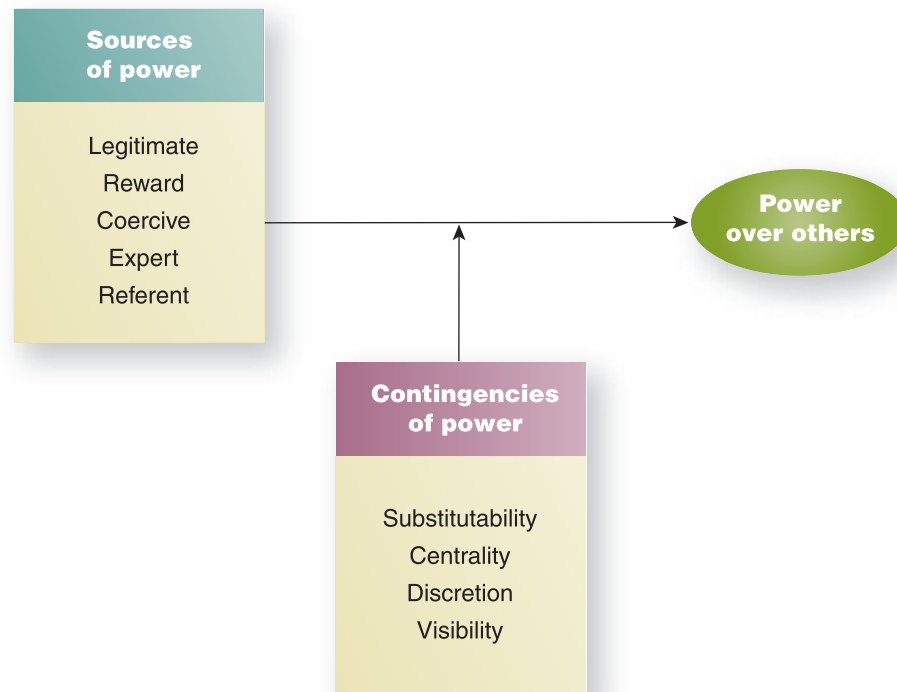 Sources
of power
Legitimate
Reward
Coercive
Expert
Referent
Power
over others
Contingencies
of power
Substitutability
Centrality
Discretion
Visibility